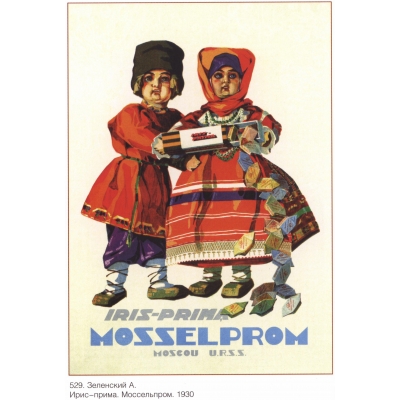 IRIS-PRIMA
MOSSELPROM
MOSCOU U.R.S.S.
529. Зеленский А.
Ирис-прима. Моссельпром. 1930